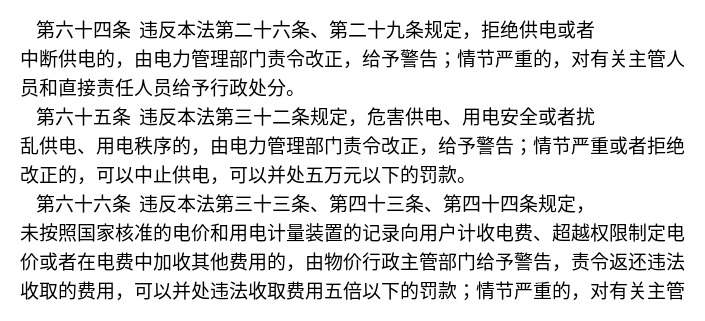 第六十四条 违反本法第二十六条、第二十九条规定，拒绝供电或者
中断供电的，由电力管理部门责令改正，给予警告；情节严重的，对有关主管人
员和直接责任人员给予行政处分。
第六十五条 违反本法第三十二条规定，危害供电、用电安全或者扰
乱供电、用电秩序的，由电力管理部门责令改正，给予警告；情节严重或者拒绝
改正的，可以中止供电，可以并处五万元以下的罚款。
第六十六条 违反本法第三十三条、第四十三条、第四十四条规定，
未按照国家核准的电价和用电计量装置的记录向用户计收电费、超越权限制定电
价或者在电费中加收其他费用的，由物价行政主管部门给予警告，责令返还违法
收取的费用，可以并处违法收取费用五倍以下的罚款；情节严重的，对有关主管